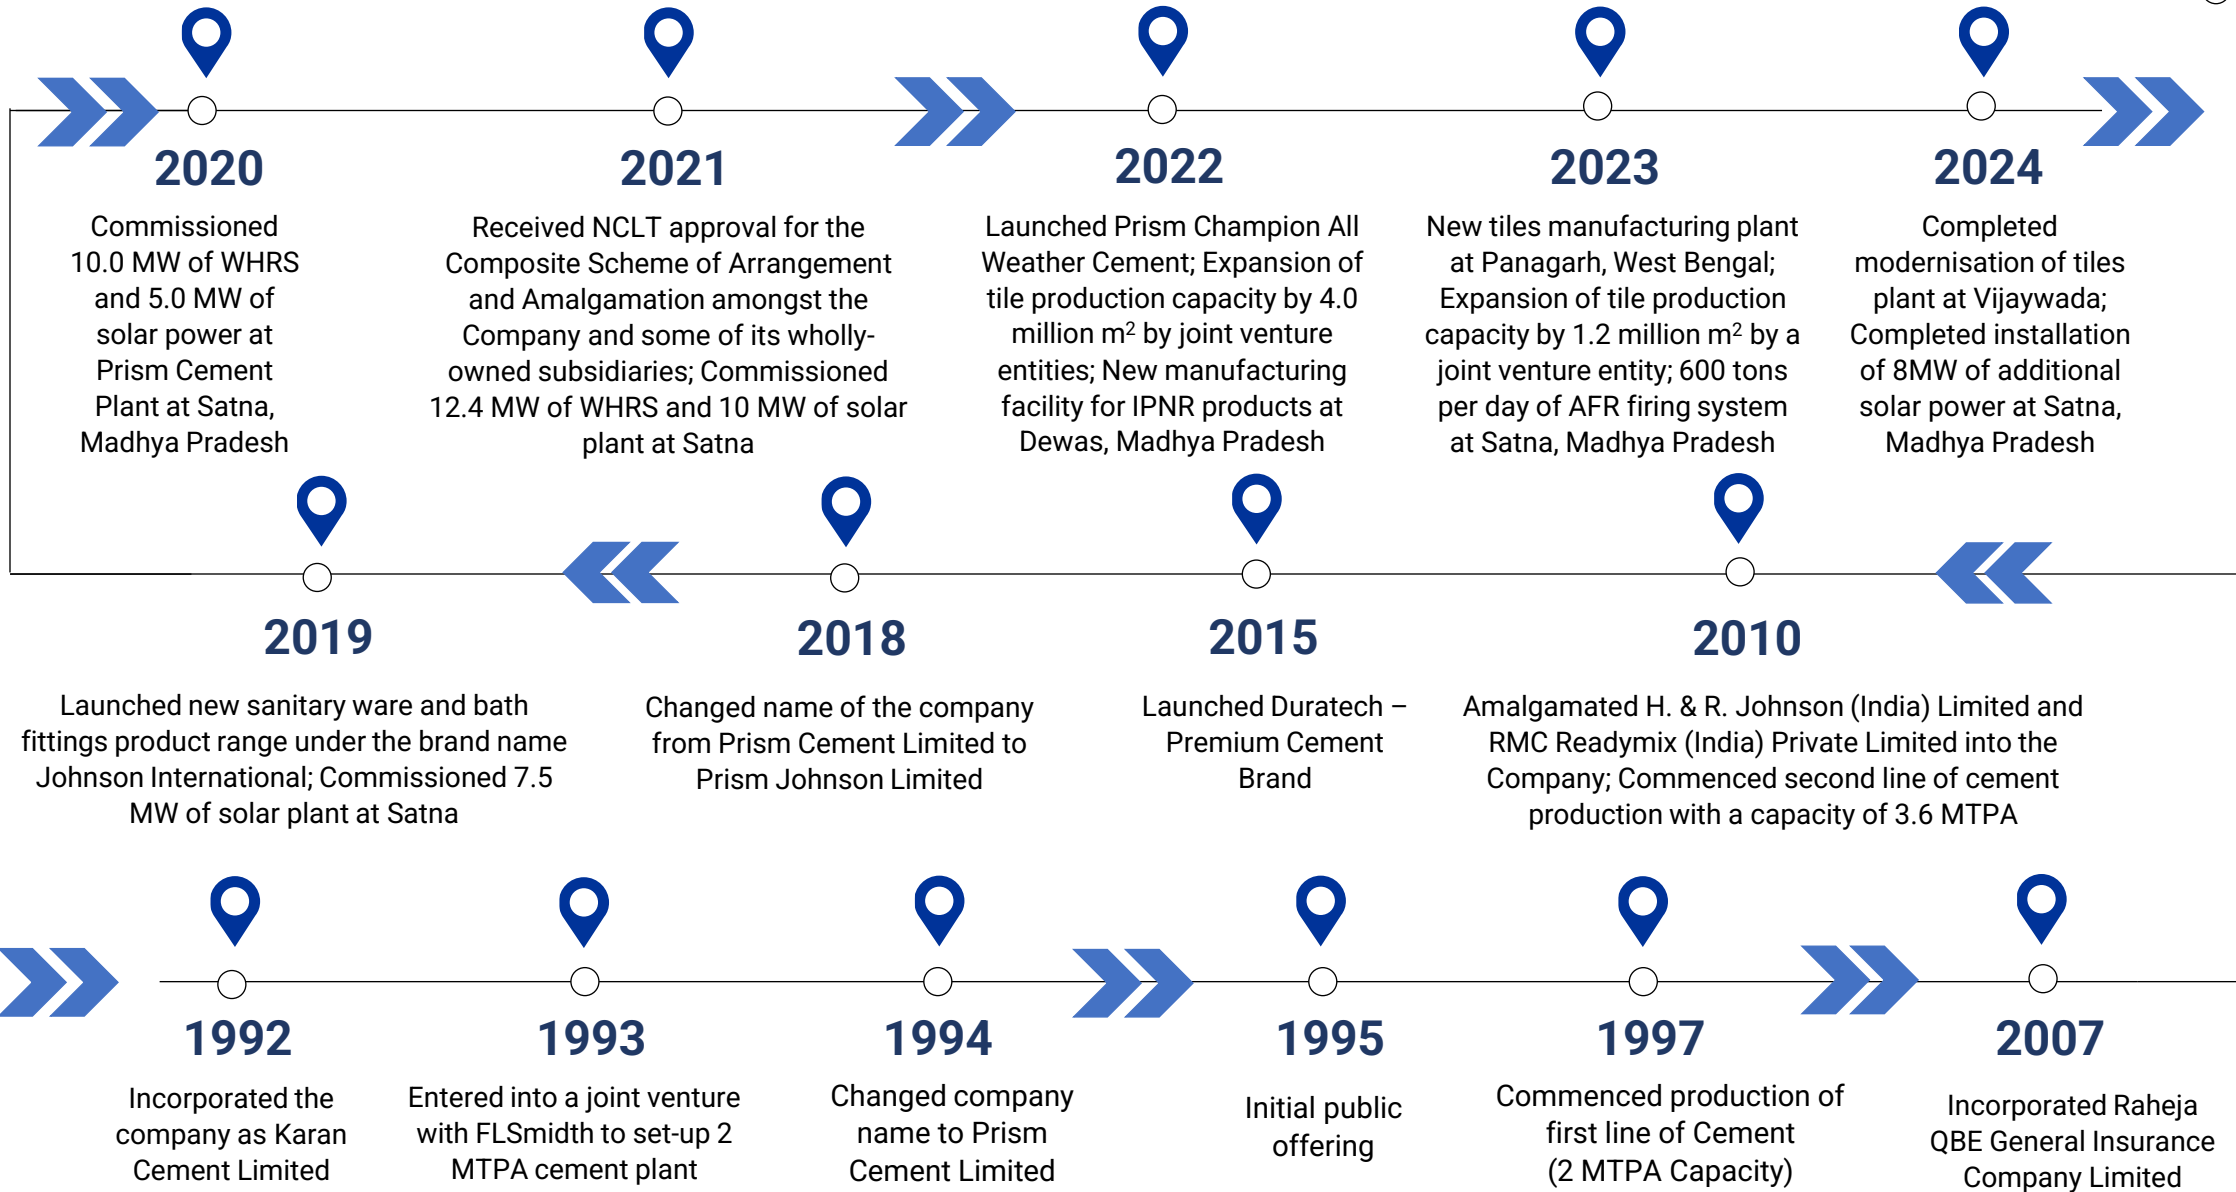 2020
Commissioned
10.0 MW of WHRS
and 5.0 MW of
solar power at
Prism Cement
Plant at Satna,
Madhya Pradesh
2021
Received NCLT approval for the
Composite Scheme of Arrangement
and Amalgamation amongst the
Company and some of its wholly-
owned subsidiaries; Commissioned
12.4 MW of WHRS and 10 MW of solar
plant at Satna
2022
Launched Prism Champion All
Weather Cement; Expansion of
tile production capacity by 4.0
million m² by joint venture
entities; New manufacturing
facility for IPNR products at
Dewas, Madhya Pradesh
2023
New tiles manufacturing plant
at Panagarh, West Bengal;
Expansion of tile production
capacity by 1.2 million m² by a
joint venture entity; 600 tons
per day of AFR firing system
at Satna, Madhya Pradesh
2024
Completed
modernisation of tiles
plant at Vijaywada;
Completed installation
of 8MW of additional
solar power at Satna,
Madhya Pradesh
2019
Launched new sanitary ware and bath
fittings product range under the brand name
Johnson International; Commissioned 7.5
MW of solar plant at Satna
2018
Changed name of the company
from Prism Cement Limited to
Prism Johnson Limited
2015
Launched Duratech –
Premium Cement
Brand
2010
Amalgamated H. & R. Johnson (India) Limited and
RMC Readymix (India) Private Limited into the
Company; Commenced second line of cement
production with a capacity of 3.6 MTPA
1992
Incorporated the
company as Karan
Cement Limited
1993
Entered into a joint venture
with FLSmidth to set-up 2
MTPA cement plant
1994
Changed company
name to Prism
Cement Limited
1995
Initial public
offering
1997
Commenced production of
first line of Cement
(2 MTPA Capacity)
2007
Incorporated Raheja
QBE General Insurance
Company Limited